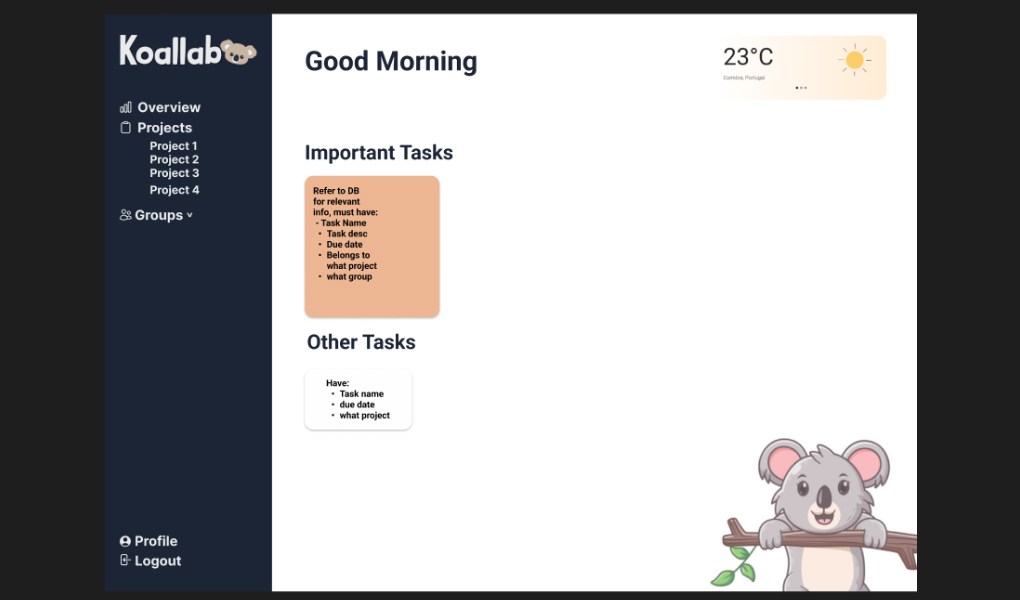 Koallab
Overview
Projects
Project 1
Project 2
Project 3
Project 4
Groups
Profile
Logout
Good Morning
23°C
Coimbra, Portugal
Important Tasks
Refer to DB
for relevant
info, must have:
- Task Name
• Task desc
• Due date
• Belongs to
what project
• what group
Other Tasks
Have:
• Task name
• due date
• what project